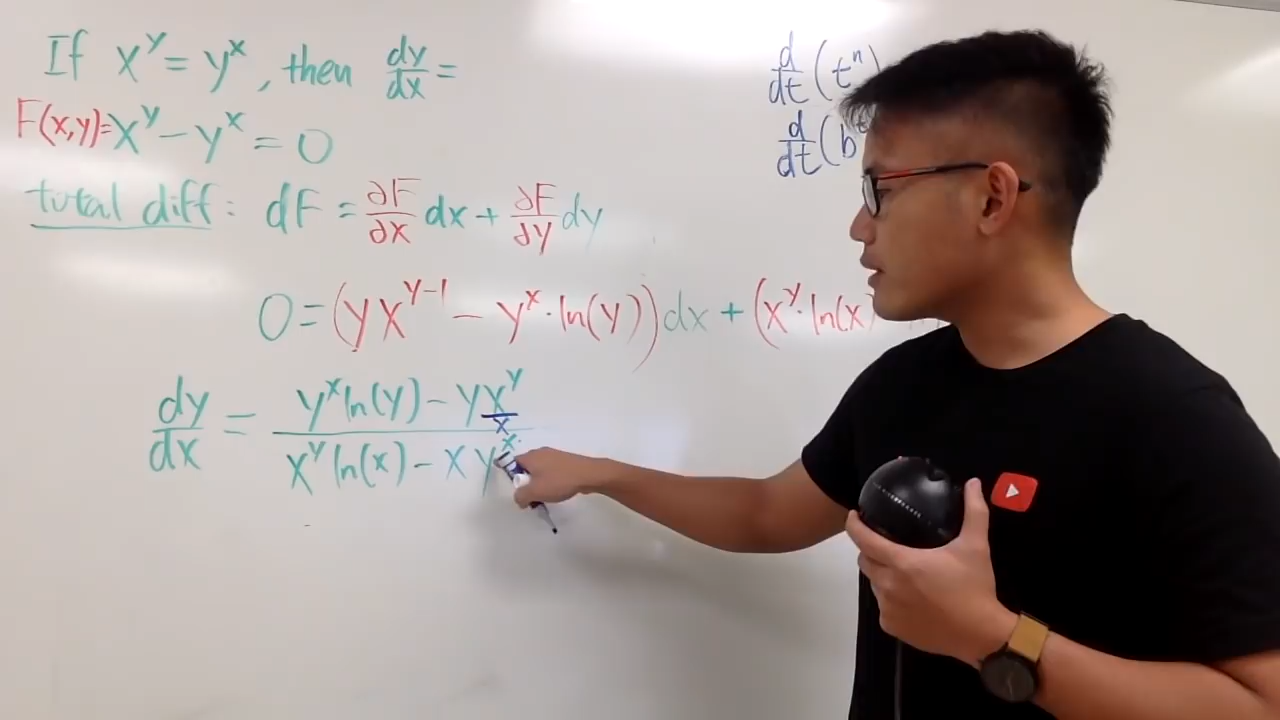 If x^y = y^x, then dy/dx =
F(x,y)= x^y − y^x = 0
total diff: dF = ∂F/∂x dx + ∂F/∂y dy
0 = (y x^(y−1) − y^x · ln(y)) dx + (x^y · ln(x)
dy/dx = (y^x ln(y) − y x^y/x) / (x^y ln(x) − x y^x
d/dt (t^n)
d/dt (b^t